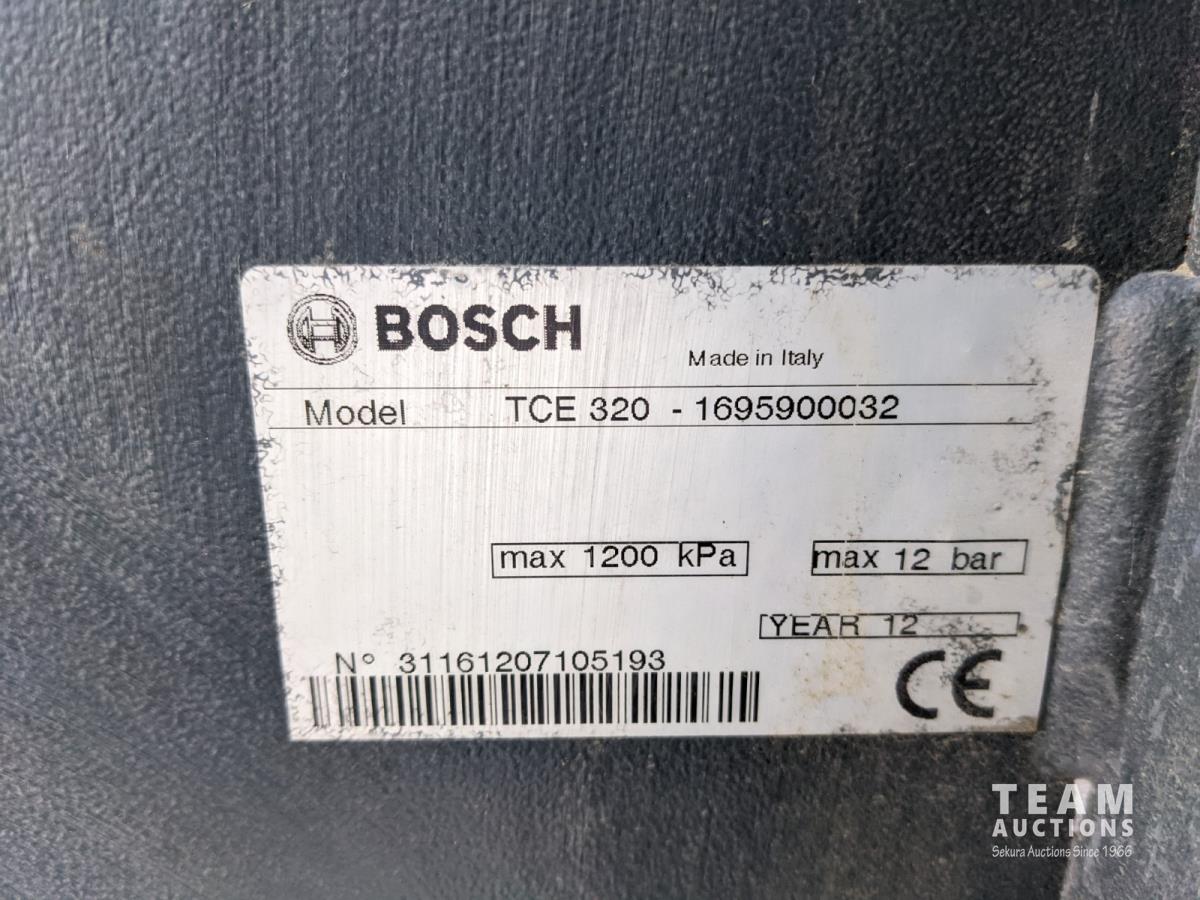 BOSCH
Made in Italy
Model TCE 320 - 1695900032
max 1200 kPa max 12 bar
YEAR 12
N° 31161207105193
CE
TEAM
AUCTIONS
Sekura Auctions Since 1966